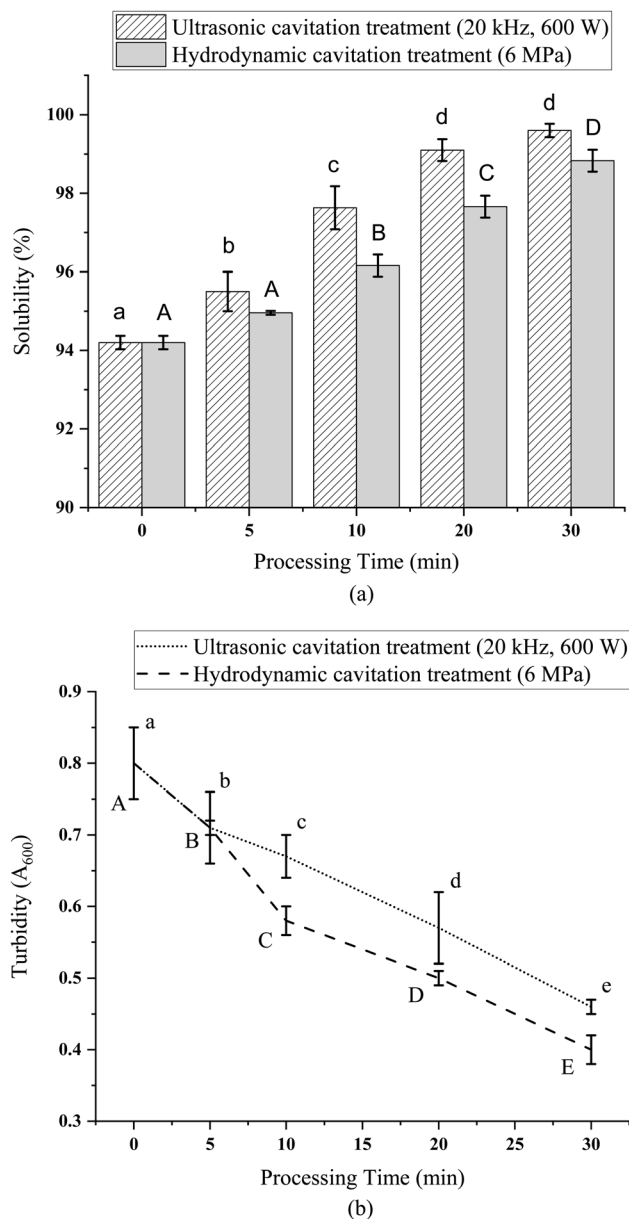 Ultrasonic cavitation treatment (20 kHz, 600 W)
Hydrodynamic cavitation treatment (6 MPa)
Solubility (%)
100
98
96
94
92
90
a
A
b
A
c
B
d
C
d
D
0
5
10
20
30
Processing Time (min)
(a)
Ultrasonic cavitation treatment (20 kHz, 600 W)
Hydrodynamic cavitation treatment (6 MPa)
Turbidity (A₆₀₀)
0.9
0.8
0.7
0.6
0.5
0.4
0.3
a
A
b
B
c
C
d
D
e
E
0
5
10
15
20
25
30
Processing Time (min)
(b)